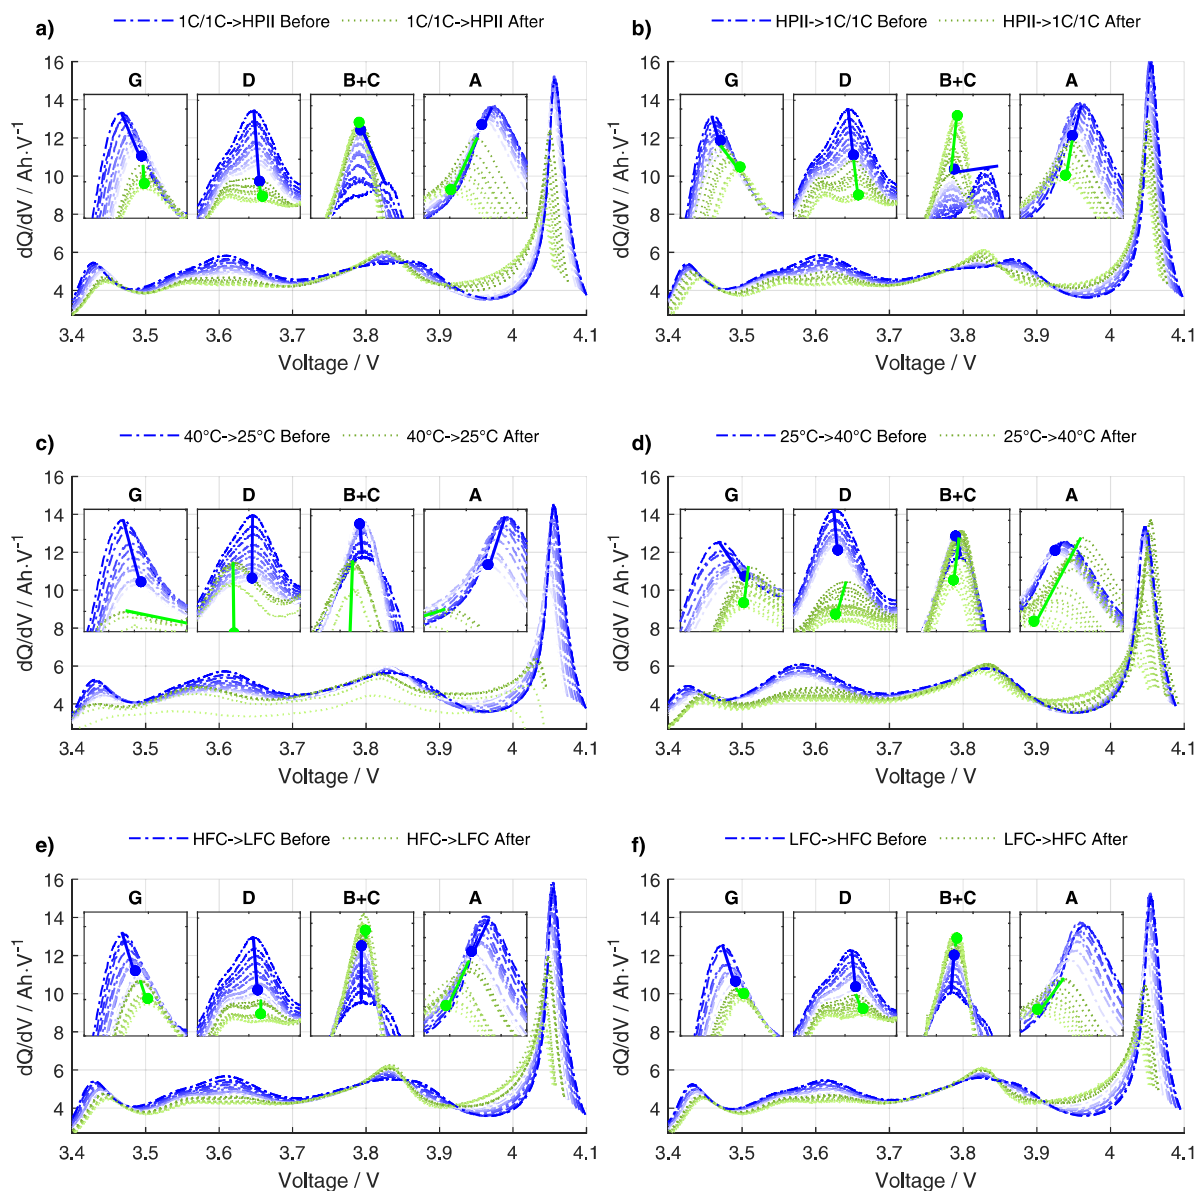 a)
1C/1C->HPII Before
1C/1C->HPII After
G
D
B+C
A
dQ/dV / Ah·V⁻¹
16
14
12
10
8
6
4
3.4
3.5
3.6
3.7
3.8
3.9
4
4.1
Voltage / V
b)
HPII->1C/1C Before
HPII->1C/1C After
G
D
B+C
A
dQ/dV / Ah·V⁻¹
16
14
12
10
8
6
4
3.4
3.5
3.6
3.7
3.8
3.9
4
4.1
Voltage / V
c)
40°C->25°C Before
40°C->25°C After
G
D
B+C
A
dQ/dV / Ah·V⁻¹
16
14
12
10
8
6
4
3.4
3.5
3.6
3.7
3.8
3.9
4
4.1
Voltage / V
d)
25°C->40°C Before
25°C->40°C After
G
D
B+C
A
dQ/dV / Ah·V⁻¹
16
14
12
10
8
6
4
3.4
3.5
3.6
3.7
3.8
3.9
4
4.1
Voltage / V
e)
HFC->LFC Before
HFC->LFC After
G
D
B+C
A
dQ/dV / Ah·V⁻¹
16
14
12
10
8
6
4
3.4
3.5
3.6
3.7
3.8
3.9
4
4.1
Voltage / V
f)
LFC->HFC Before
LFC->HFC After
G
D
B+C
A
dQ/dV / Ah·V⁻¹
16
14
12
10
8
6
4
3.4
3.5
3.6
3.7
3.8
3.9
4
4.1
Voltage / V